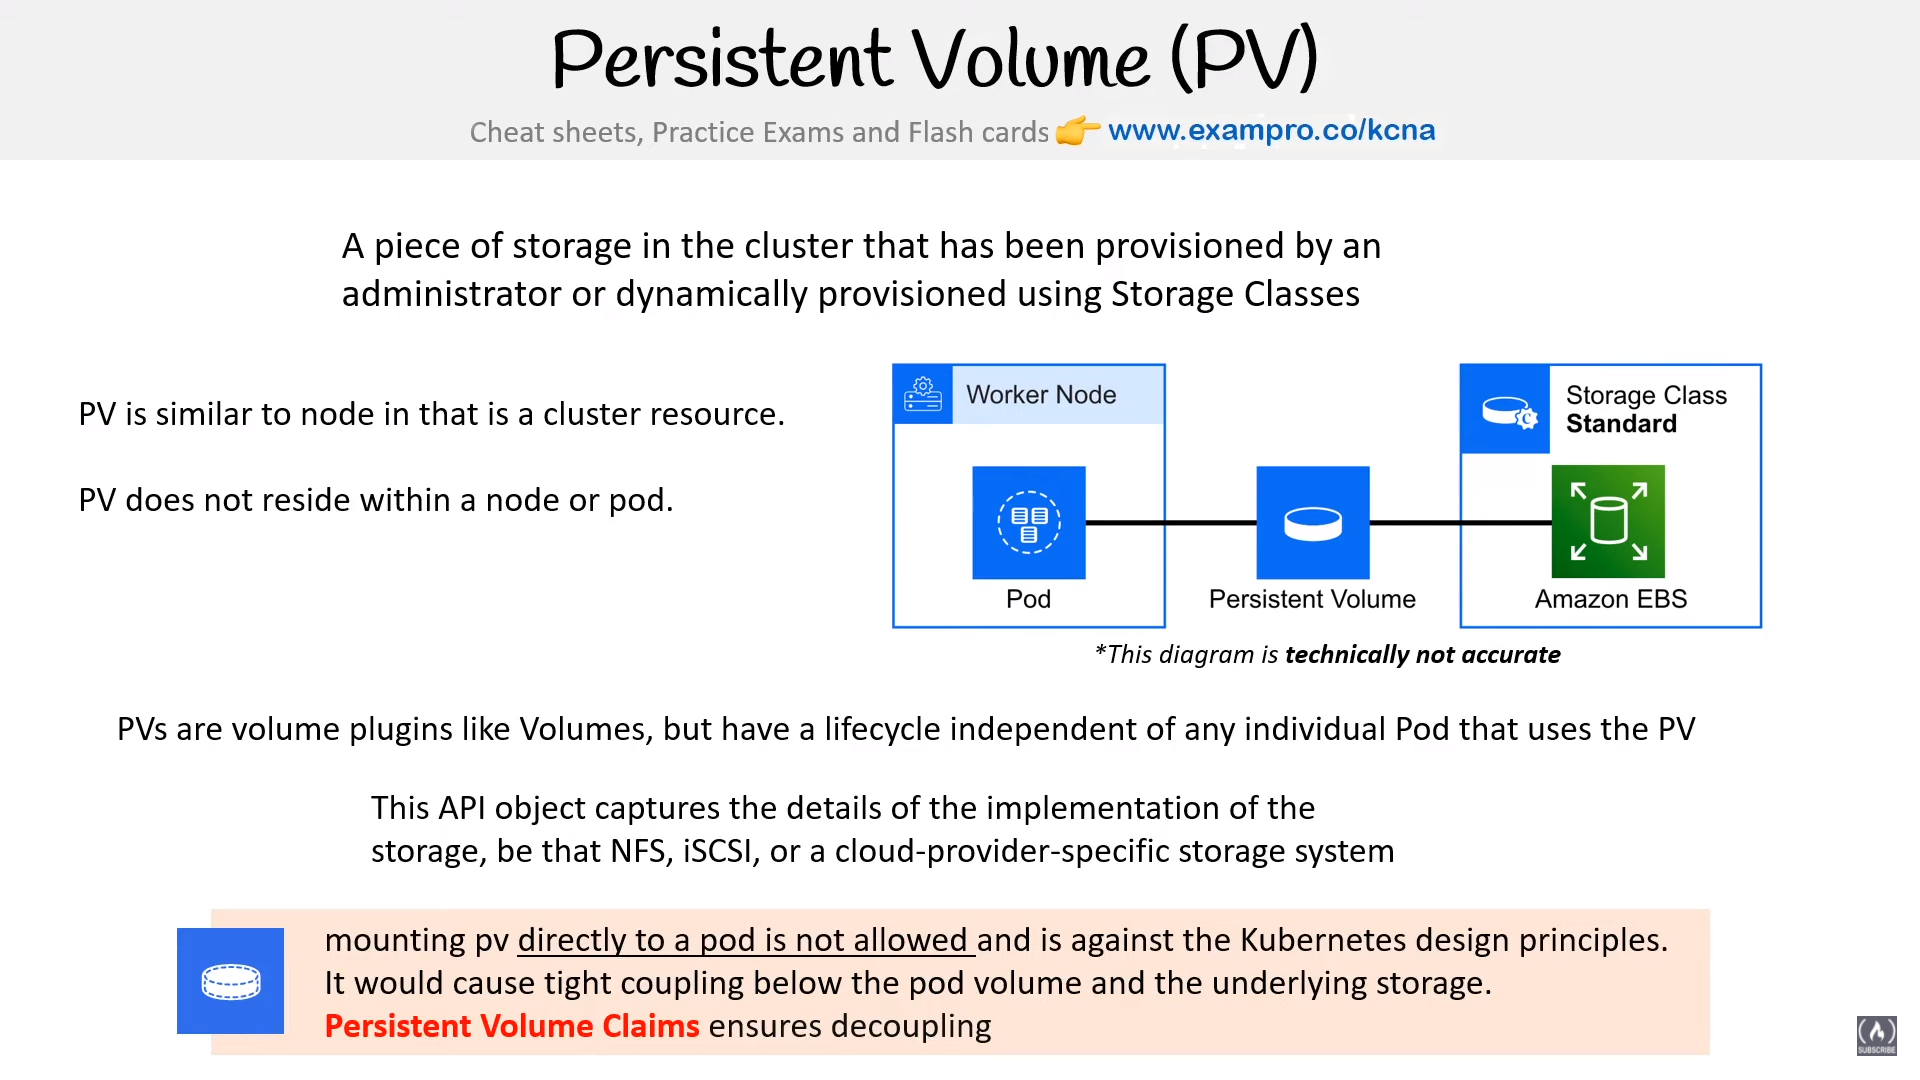 Persistent Volume (PV)
Cheat sheets, Practice Exams and Flash cards 👉 www.exampro.co/kcna
A piece of storage in the cluster that has been provisioned by an
administrator or dynamically provisioned using Storage Classes
PV is similar to node in that is a cluster resource.
PV does not reside within a node or pod.
Worker Node
Pod
Persistent Volume
Storage Class
Standard
Amazon EBS
*This diagram is technically not accurate
PVs are volume plugins like Volumes, but have a lifecycle independent of any individual Pod that uses the PV
This API object captures the details of the implementation of the
storage, be that NFS, iSCSI, or a cloud-provider-specific storage system
mounting pv directly to a pod is not allowed and is against the Kubernetes design principles.
It would cause tight coupling below the pod volume and the underlying storage.
Persistent Volume Claims ensures decoupling
SUBSCRIBE